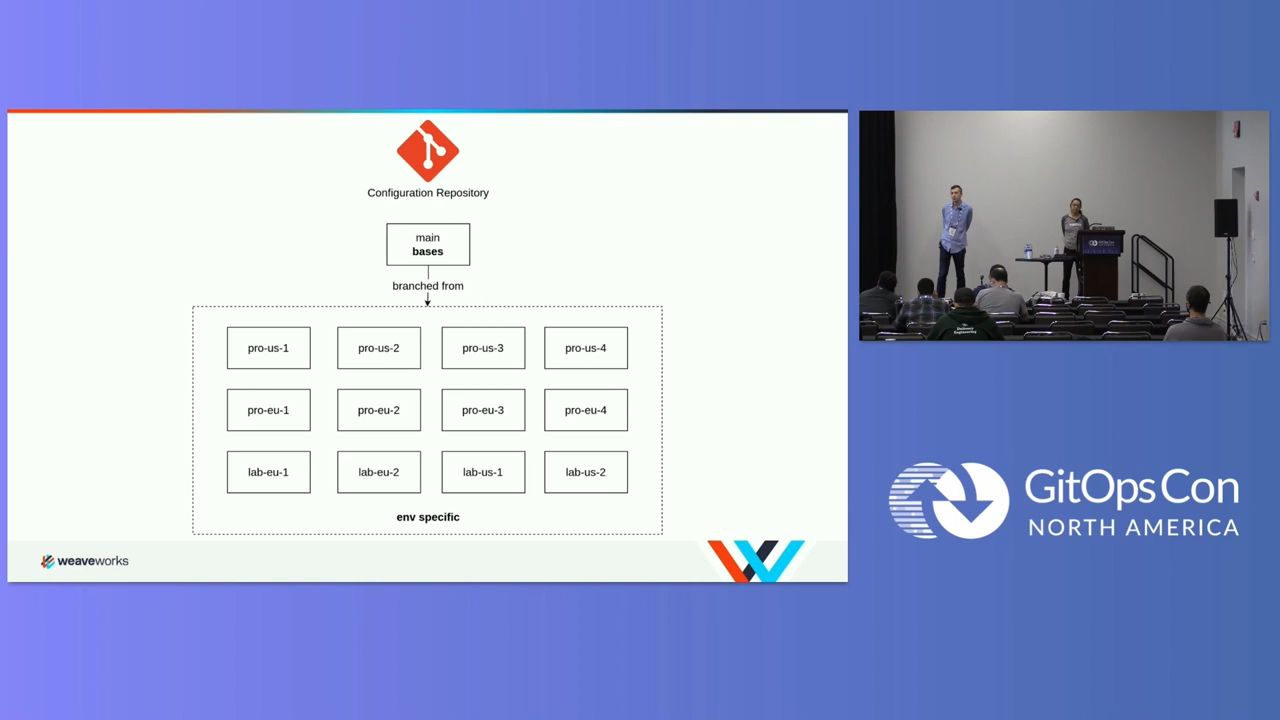 Configuration Repository
main
bases
branched from
pro-us-1
pro-us-2
pro-us-3
pro-us-4
pro-eu-1
pro-eu-2
pro-eu-3
pro-eu-4
lab-eu-1
lab-eu-2
lab-us-1
lab-us-2
env specific
weaveworks
GitOpsCon
GitOpsCon
NORTH AMERICA